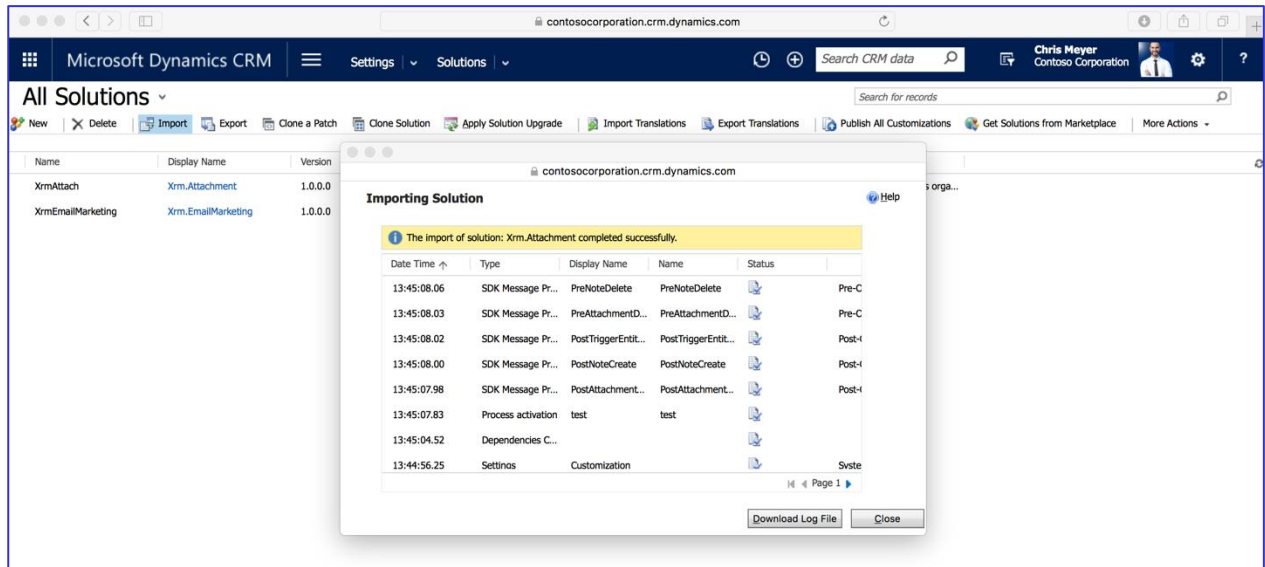 contosocorporation.crm.dynamics.com
Microsoft Dynamics CRM Settings Solutions Search CRM data Chris Meyer Contoso Corporation ?
All Solutions Search for records
New Delete Import Export Clone a Patch Clone Solution Apply Solution Upgrade Import Translations Export Translations Publish All Customizations Get Solutions from Marketplace More Actions
Name Display Name Version
XrmAttach Xrm.Attachment 1.0.0.0 s orga...
XrmEmailMarketing Xrm.EmailMarketing 1.0.0.0
contosocorporation.crm.dynamics.com
Importing Solution Help
The import of solution: Xrm.Attachment completed successfully.
Date Time Type Display Name Name Status
13:45:08.06 SDK Message Pr... PreNoteDelete PreNoteDelete Pre-C
13:45:08.03 SDK Message Pr... PreAttachmentD... PreAttachmentD... Pre-C
13:45:08.02 SDK Message Pr... PostTriggerEntit... PostTriggerEntit... Post-
13:45:08.00 SDK Message Pr... PostNoteCreate PostNoteCreate Post-
13:45:07.98 SDK Message Pr... PostAttachment... PostAttachment... Post-
13:45:07.83 Process activation test test
13:45:04.52 Dependencies C...
13:44:56.25 Settings Customization Syste
Page 1
Download Log File Close